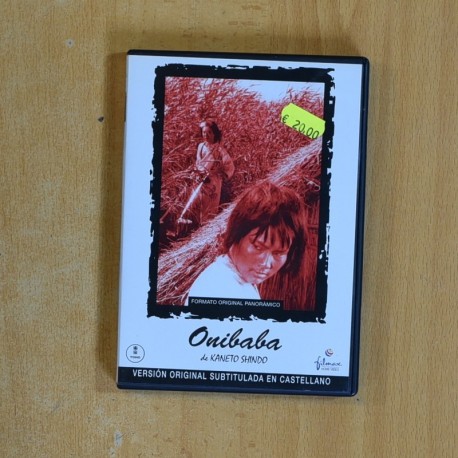 € 20,00
FORMATO ORIGINAL PANORÁMICO
Onibaba
de KANETO SHINDO
filmax
VERSIÓN ORIGINAL SUBTITULADA EN CASTELLANO